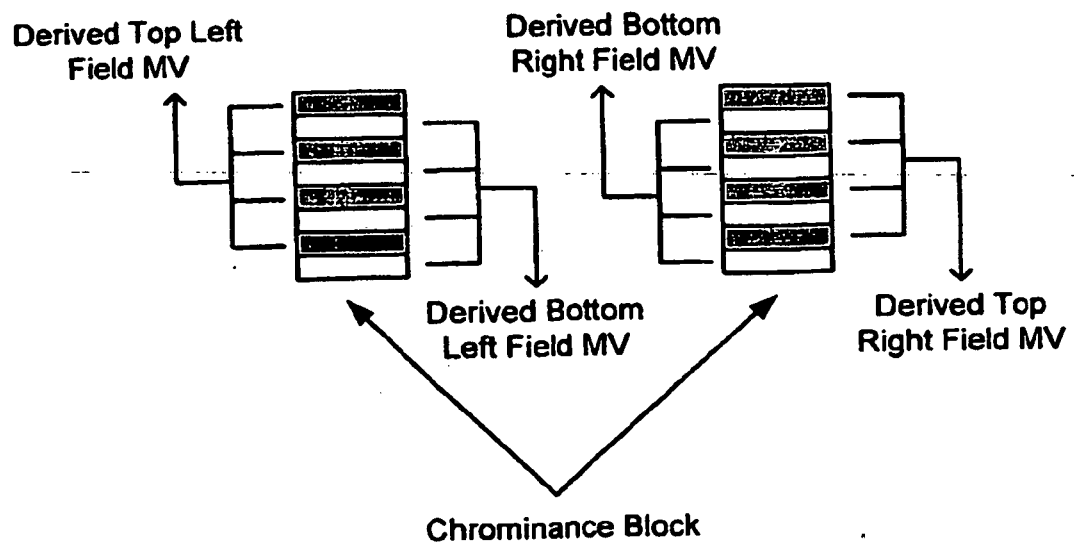 Derived Top Left
Field MV
Derived Bottom
Right Field MV
Derived Bottom
Left Field MV
Derived Top
Right Field MV
Chrominance Block